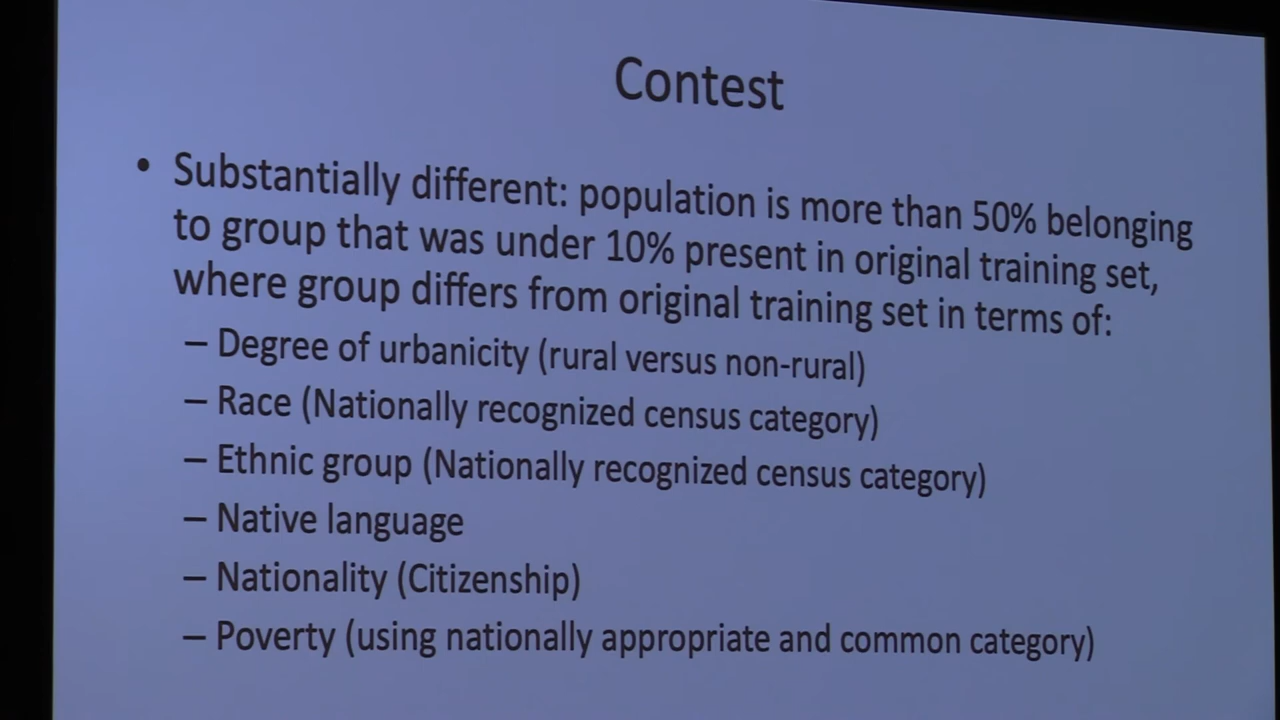 Contest
• Substantially different: population is more than 50% belonging
to group that was under 10% present in original training set,
where group differs from original training set in terms of:
– Degree of urbanicity (rural versus non-rural)
– Race (Nationally recognized census category)
– Ethnic group (Nationally recognized census category)
– Native language
– Nationality (Citizenship)
– Poverty (using nationally appropriate and common category)